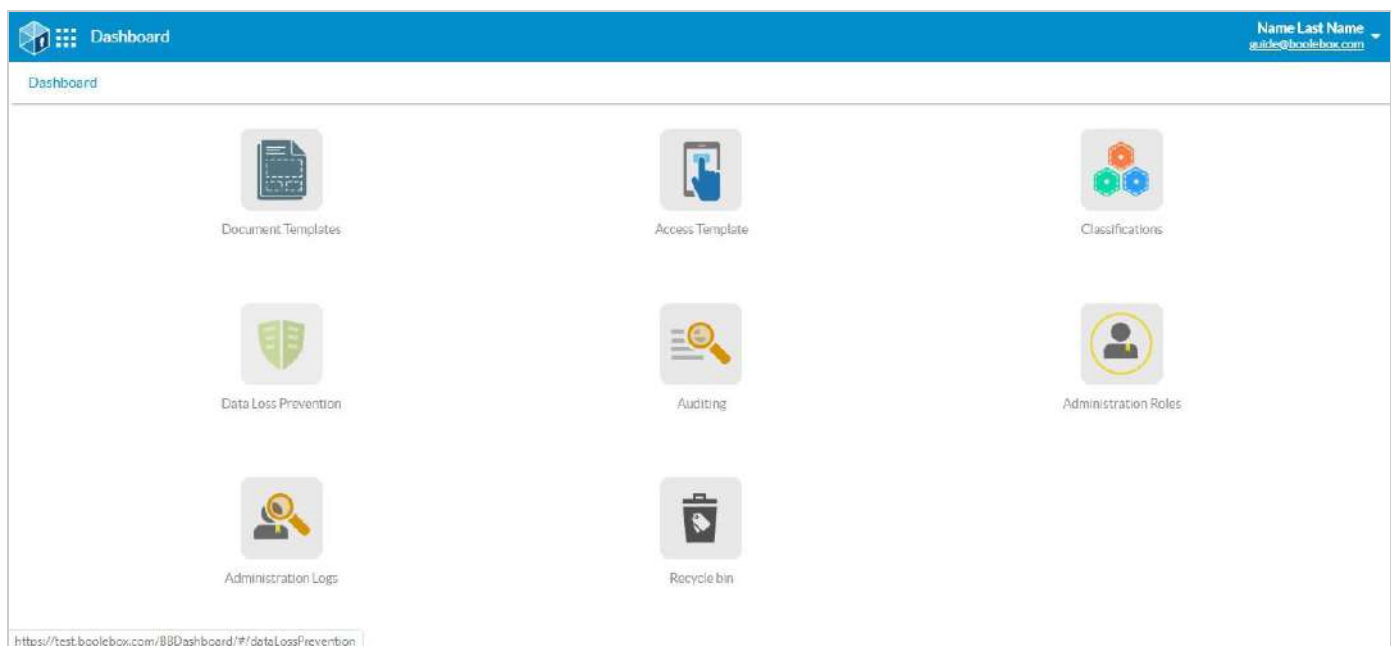 Dashboard
Name Last Name
guide@boolebox.com
Dashboard
Document Templates
Access Template
Classifications
Data Loss Prevention
Auditing
Administration Roles
Administration Logs
Recycle bin
https://test.boolebox.com/BBDashboard/#/dataLossPrevention